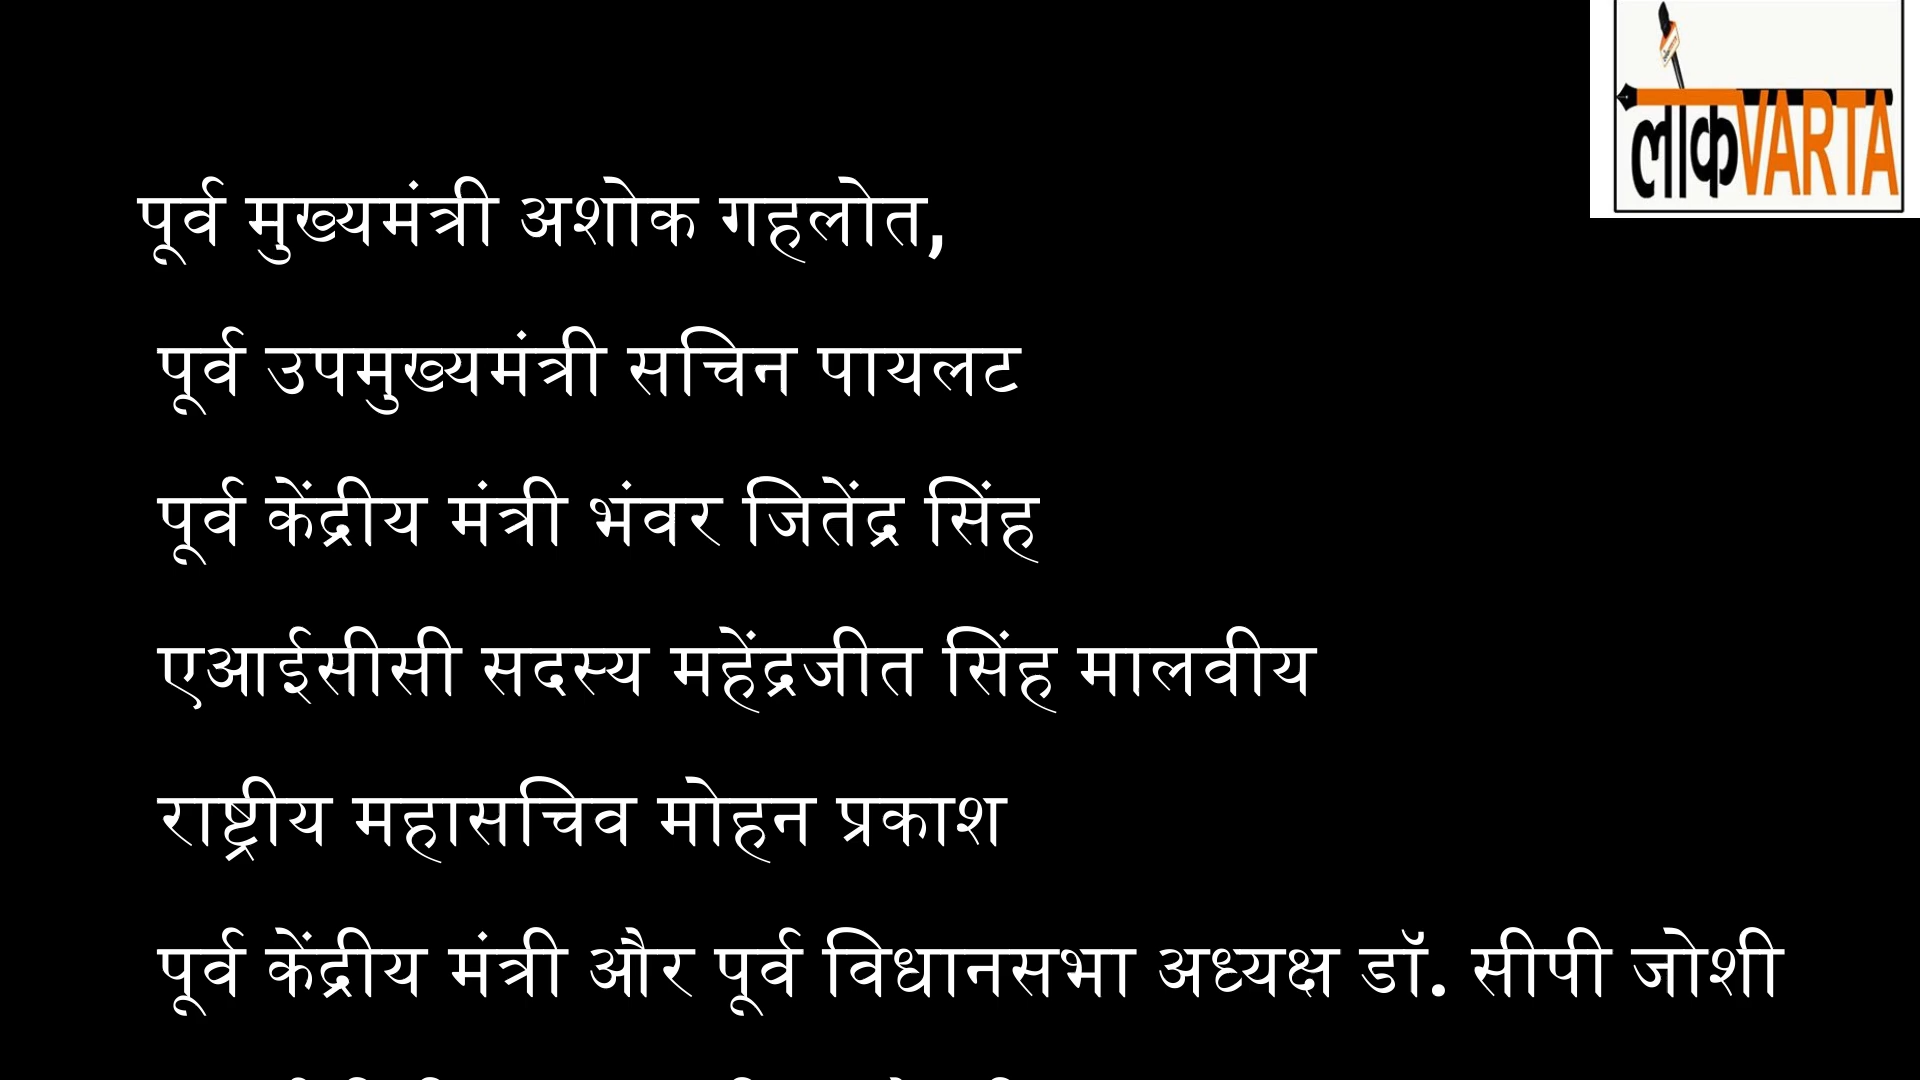 लोकVARTA
पूर्व मुख्यमंत्री अशोक गहलोत,
पूर्व उपमुख्यमंत्री सचिन पायलट
पूर्व केंद्रीय मंत्री भंवर जितेंद्र सिंह
एआईसीसी सदस्य महेंद्रजीत सिंह मालवीय
राष्ट्रीय महासचिव मोहन प्रकाश
पूर्व केंद्रीय मंत्री और पूर्व विधानसभा अध्यक्ष डॉ. सीपी जोशी